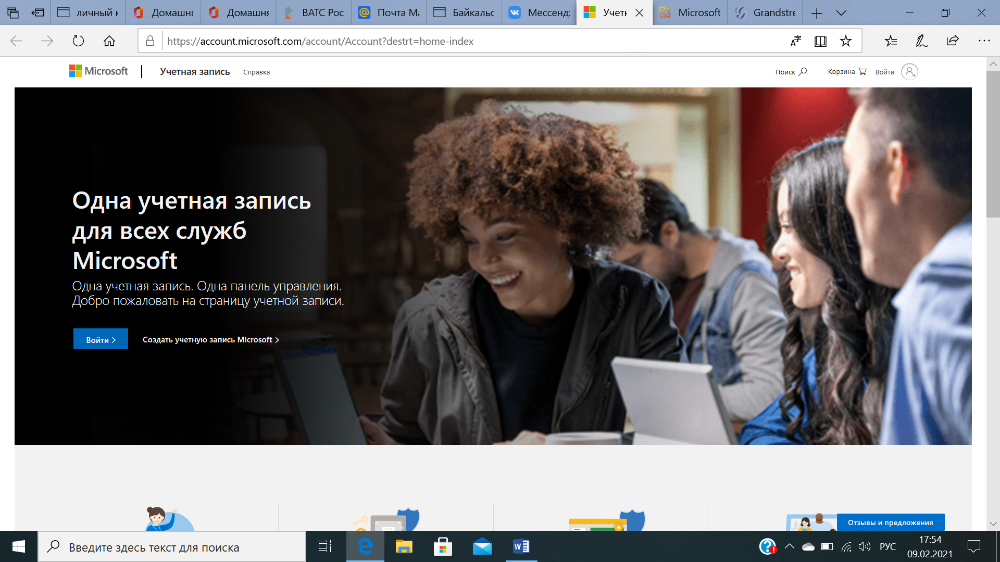 личный к
Домашня
Домашня
ВАТС Рос
Почта Ма
Байкальс
Мессендж
Учетн
Microsoft
Grandstre
https://account.microsoft.com/account/Account?destrt=home-index
Microsoft
Учетная запись
Справка
Поиск
Корзина
Войти
Одна учетная запись
для всех служб
Microsoft
Одна учетная запись. Одна панель управления.
Добро пожаловать на страницу учетной записи.
Войти
Создать учетную запись Microsoft
Отзывы и предложения
Введите здесь текст для поиска
РУС
17:54
09.02.2021